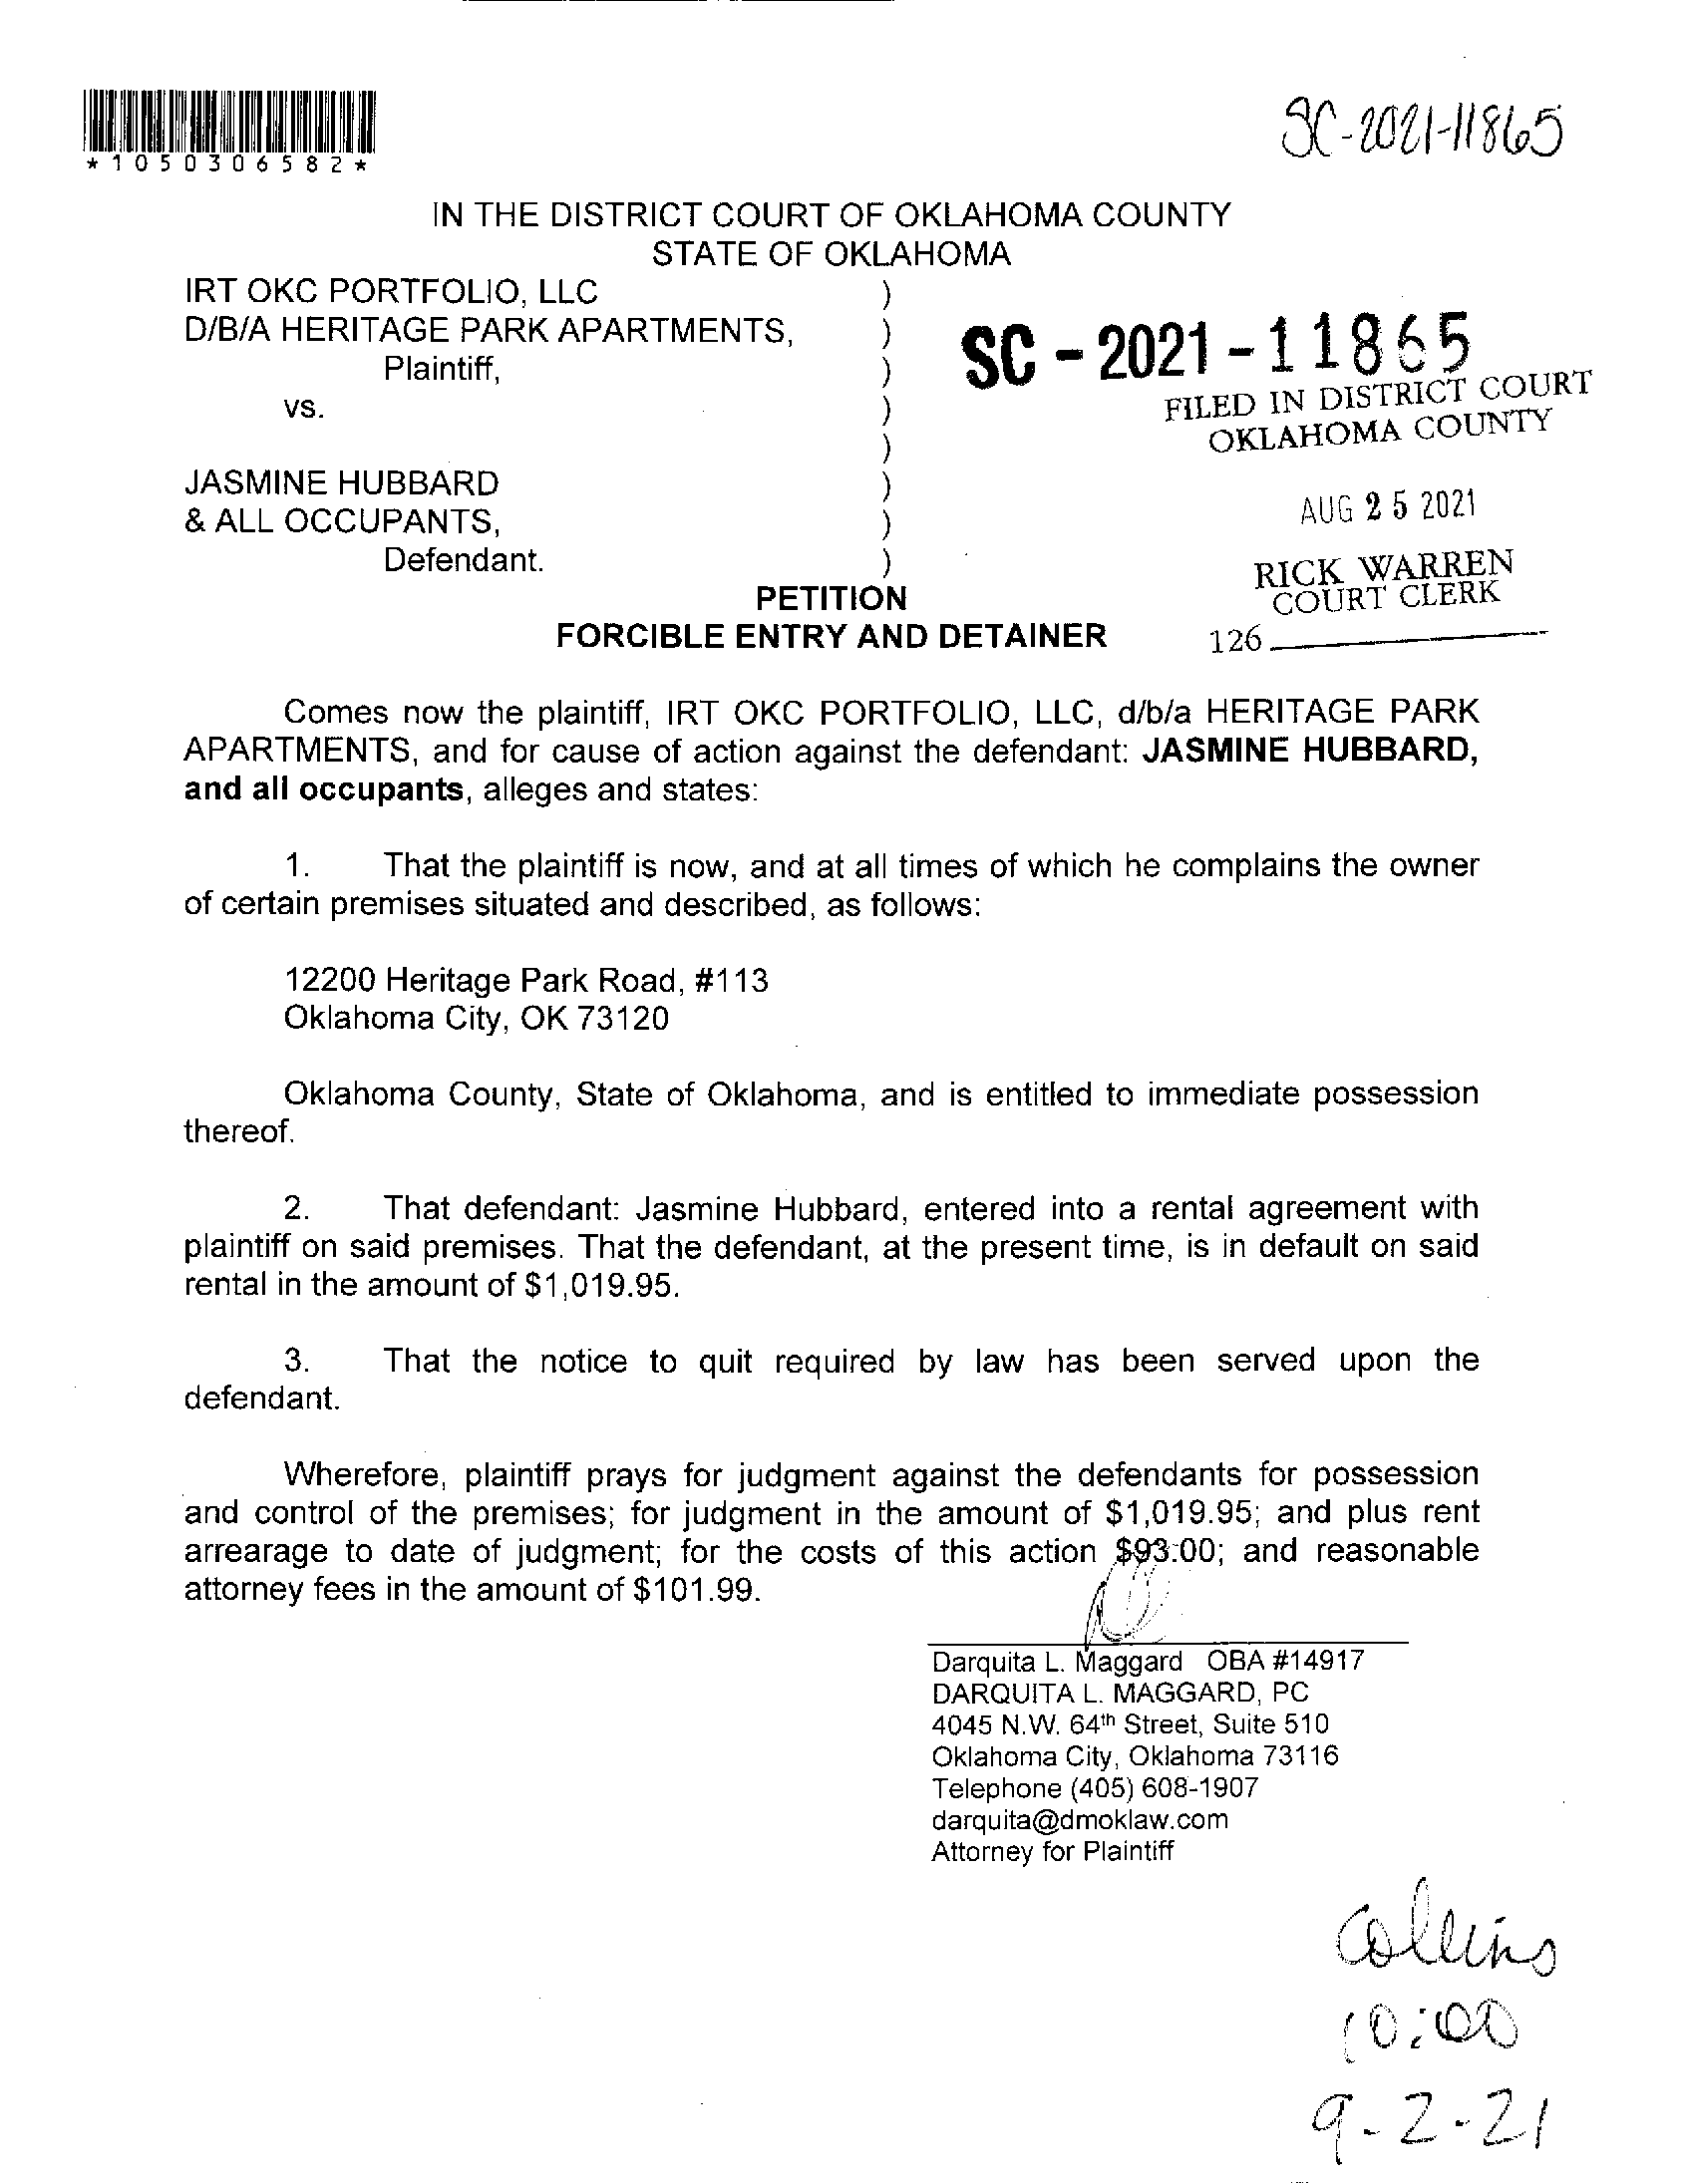 *1050306582*
SC-2021-11865
IN THE DISTRICT COURT OF OKLAHOMA COUNTY
STATE OF OKLAHOMA
IRT OKC PORTFOLIO, LLC )
D/B/A HERITAGE PARK APARTMENTS, )
Plaintiff, )
vs. )
)
JASMINE HUBBARD )
& ALL OCCUPANTS, )
Defendant. )
SC - 2021 - 11865
FILED IN DISTRICT COURT
OKLAHOMA COUNTY
AUG 25 2021
RICK WARREN
COURT CLERK
126
PETITION
FORCIBLE ENTRY AND DETAINER
Comes now the plaintiff, IRT OKC PORTFOLIO, LLC, d/b/a HERITAGE PARK
APARTMENTS, and for cause of action against the defendant: JASMINE HUBBARD,
and all occupants, alleges and states:
1. That the plaintiff is now, and at all times of which he complains the owner
of certain premises situated and described, as follows:
12200 Heritage Park Road, #113
Oklahoma City, OK 73120
Oklahoma County, State of Oklahoma, and is entitled to immediate possession
thereof.
2. That defendant: Jasmine Hubbard, entered into a rental agreement with
plaintiff on said premises. That the defendant, at the present time, is in default on said
rental in the amount of $1,019.95.
3. That the notice to quit required by law has been served upon the
defendant.
Wherefore, plaintiff prays for judgment against the defendants for possession
and control of the premises; for judgment in the amount of $1,019.95; and plus rent
arrearage to date of judgment; for the costs of this action $93.00; and reasonable
attorney fees in the amount of $101.99.
Darquita L. Maggard OBA #14917
DARQUITA L. MAGGARD, PC
4045 N.W. 64th Street, Suite 510
Oklahoma City, Oklahoma 73116
Telephone (405) 608-1907
darquita@dmoklaw.com
Attorney for Plaintiff
Collins
10:00
9-2-21